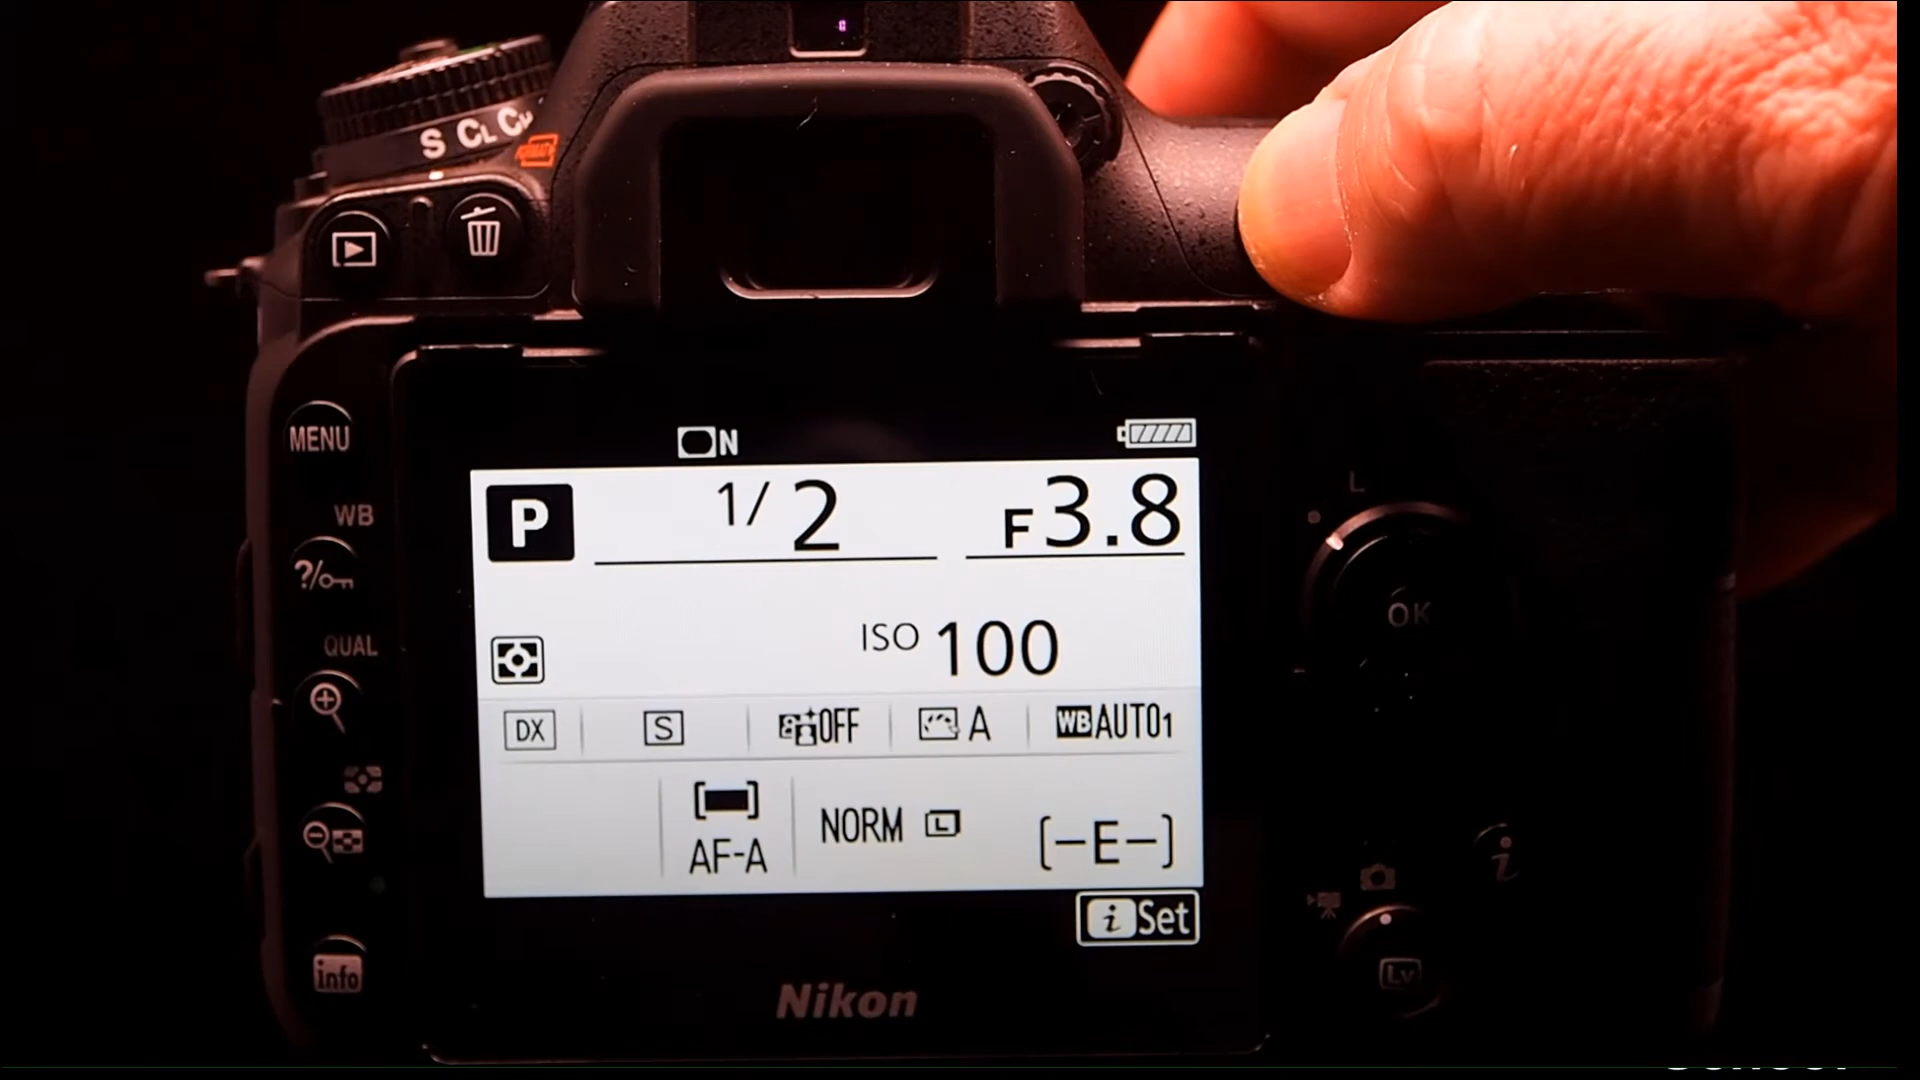 S CL CH
MENU
N
P 1/2 F3.8
WB
ISO 100
QUAL
DX S OFF A WB AUTO1
NORM L [-E-]
AF-A
i Set
info
Nikon
L
OK
i
Lv